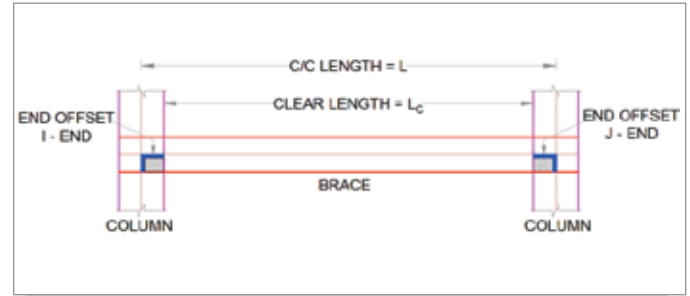 C/C LENGTH = L
CLEAR LENGTH = LC
END OFFSET
I - END
END OFFSET
J - END
BRACE
COLUMN
COLUMN